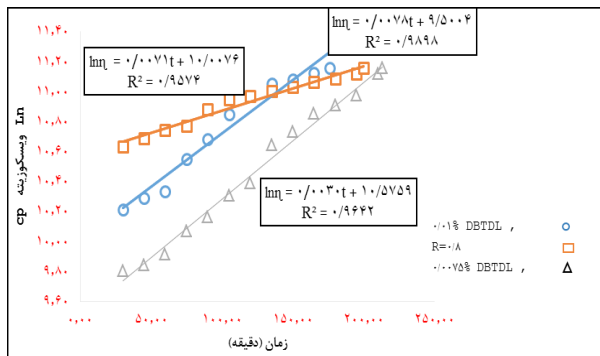 ۱۱,۴۰
۱۱,۲۰
۱۱,۰۰
۱۰,۸۰
۱۰,۶۰
۱۰,۴۰
۱۰,۲۰
۱۰,۰۰
۹,۸۰
۹,۶۰
Ln ویسکوزیته cp
lnη = ۰/۰۰۷۱t + ۱۰/۰۰۷۶
R² = ۰/۹۵۷۴
lnη = ۰/۰۰۷۸t + ۹/۵۰۰۴
R² = ۰/۹۸۹۸
lnη = ۰/۰۰۳۰t + ۱۰/۵۷۵۹
R² = ۰/۹۶۴۲
۰/۰۱% DBTDL ,
R=۰/۸
۰/۰۰۷۵% DBTDL ,
۰,۰۰ ۵۰,۰۰ ۱۰۰,۰۰ ۱۵۰,۰۰ ۲۰۰,۰۰ ۲۵۰,۰۰
زمان (دقیقه)